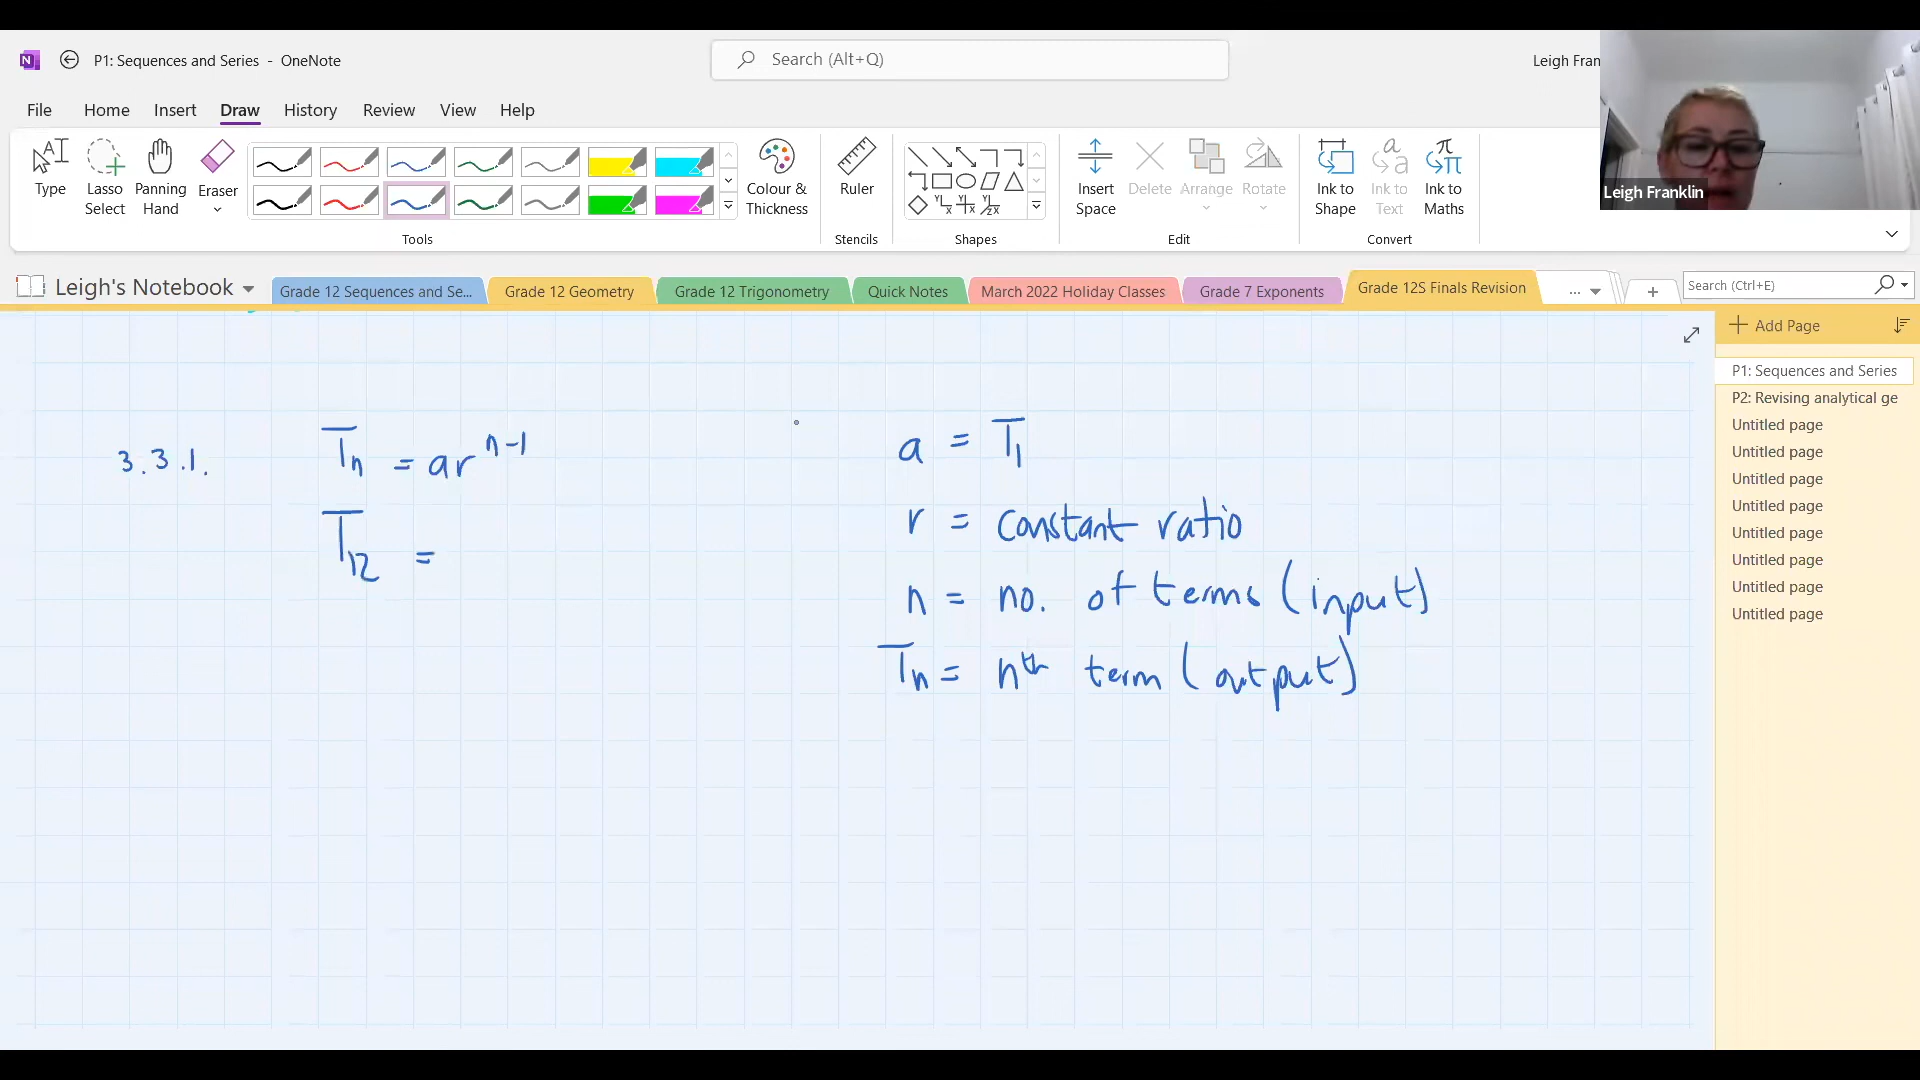 P1: Sequences and Series - OneNote
Search (Alt+Q)
Leigh Fran
File Home Insert Draw History Review View Help
Type
Lasso Select
Panning Hand
Eraser
Colour & Thickness
Ruler
Insert Space
Delete
Arrange
Rotate
Ink to Shape
Ink to Text
Ink to Maths
Leigh Franklin
Tools Stencils Shapes Edit Convert
Leigh's Notebook
Grade 12 Sequences and Se...
Grade 12 Geometry
Grade 12 Trigonometry
Quick Notes
March 2022 Holiday Classes
Grade 7 Exponents
Grade 12S Finals Revision
...
Search (Ctrl+E)
Add Page
P1: Sequences and Series
P2: Revising analytical ge
Untitled page
Untitled page
Untitled page
Untitled page
Untitled page
Untitled page
Untitled page
Untitled page
3.3.1. Tn = ar^n-1
T12 =
a = T1
r = constant ratio
n = no. of terms (input)
Tn = nth term (output)